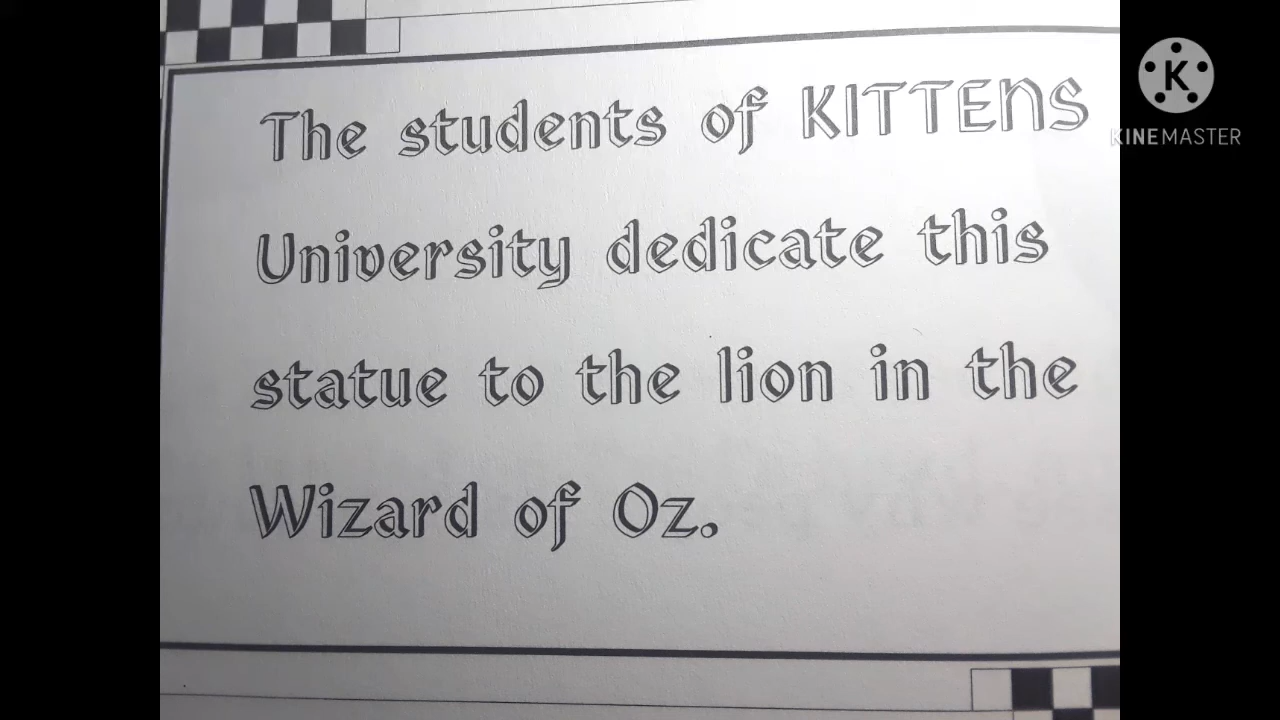 The students of KITTENS
University dedicate this
statue to the lion in the
Wizard of Oz.
K
KINEMASTER